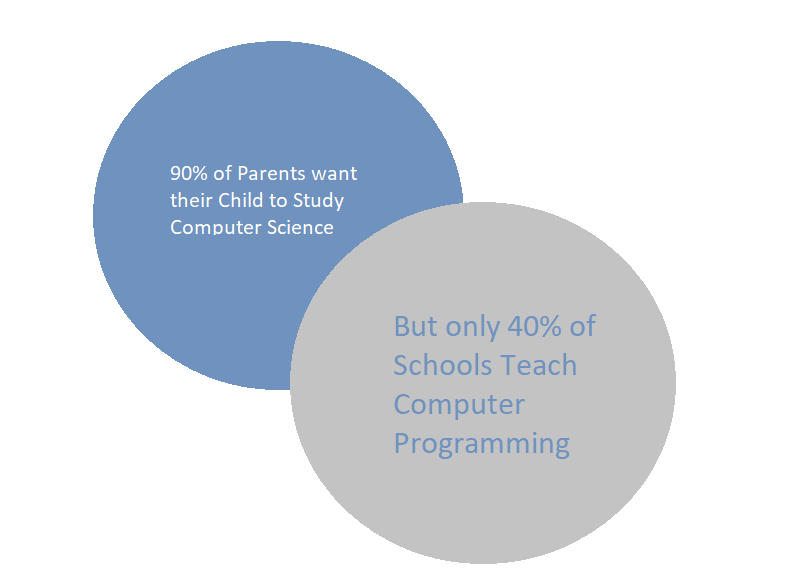 90% of Parents want
their Child to Study
Computer Science
But only 40% of
Schools Teach
Computer
Programming